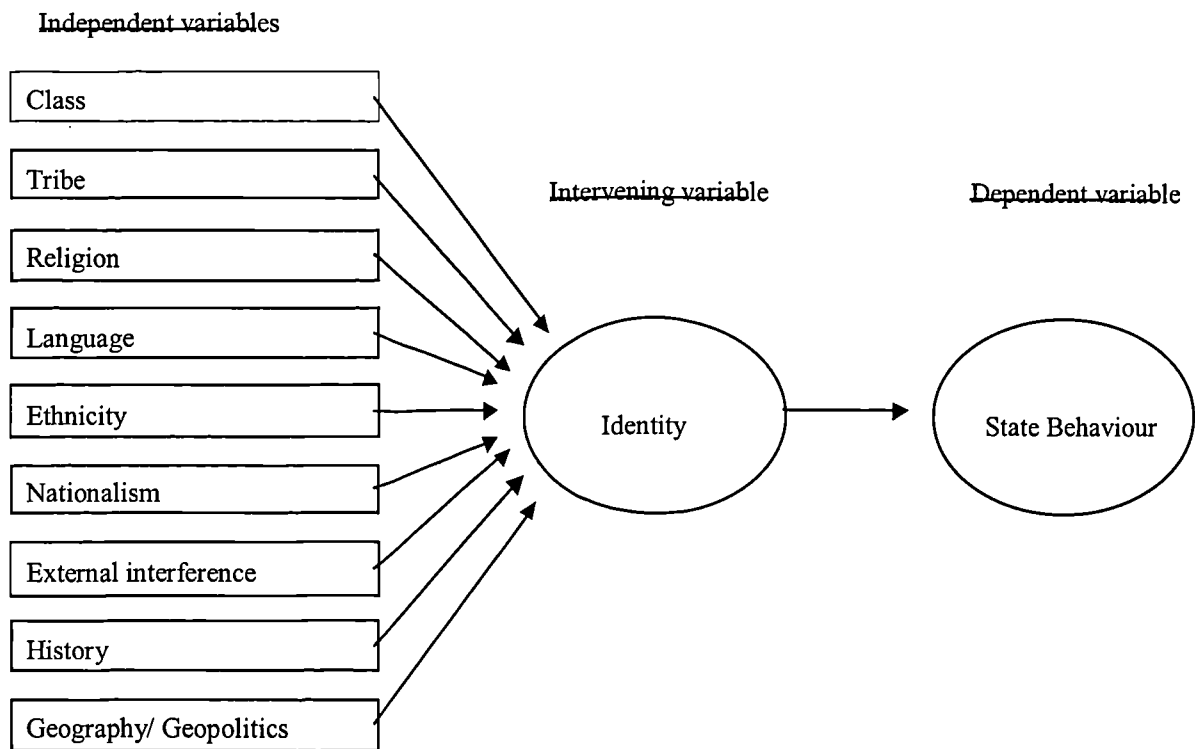 Independent variables
Class
Tribe
Religion
Language
Ethnicity
Nationalism
External interference
History
Geography/ Geopolitics
Intervening variable
Identity
Dependent variable
State Behaviour